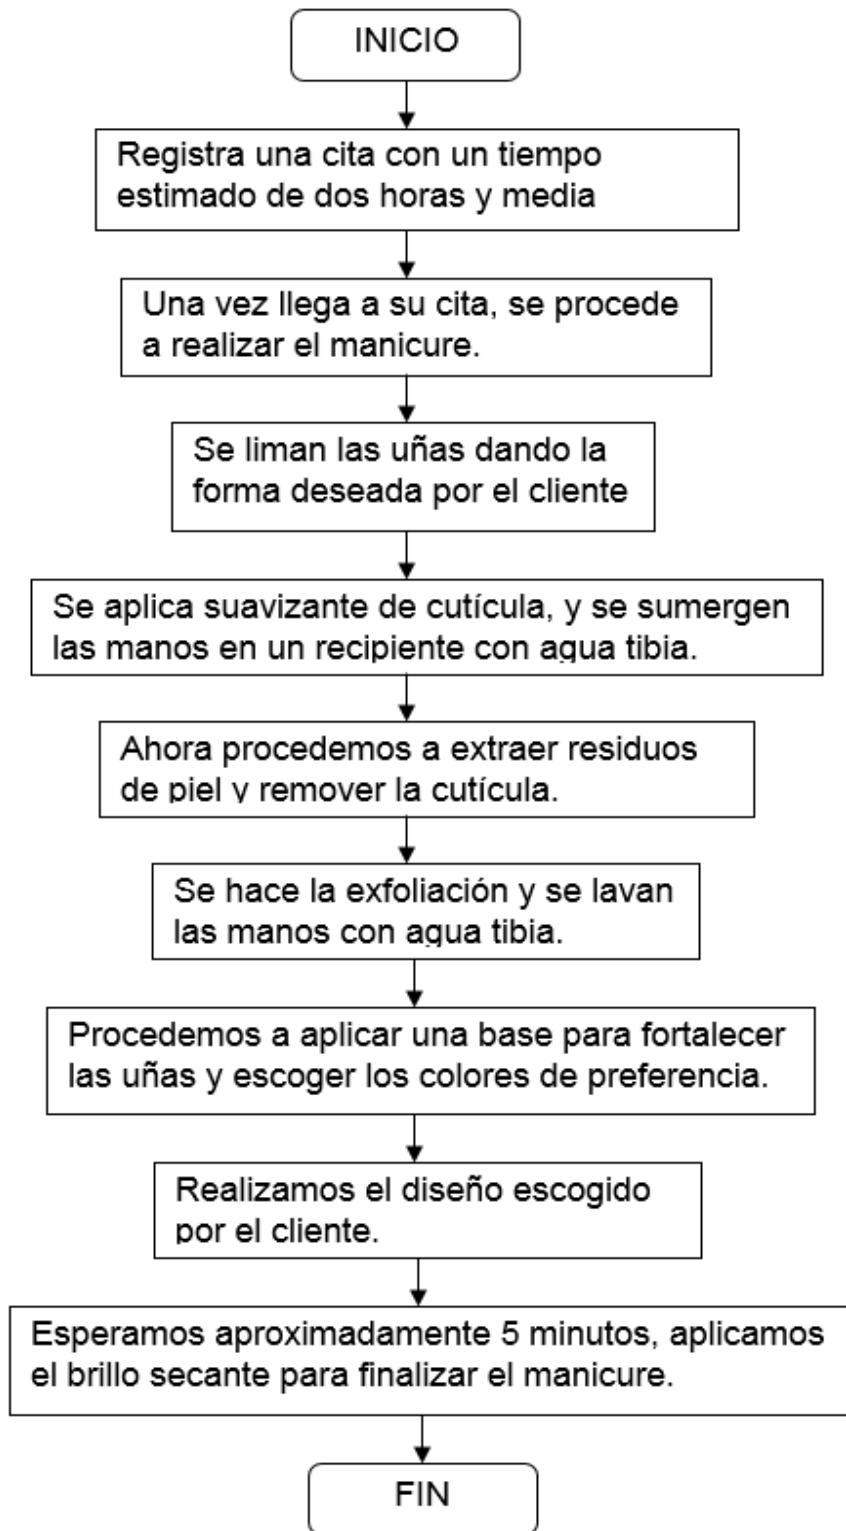 INICIO
Registra una cita con un tiempo
estimado de dos horas y media
Una vez llega a su cita, se procede
a realizar el manicure.
Se liman las uñas dando la
forma deseada por el cliente
Se aplica suavizante de cutícula, y se sumergen
las manos en un recipiente con agua tibia.
Ahora procedemos a extraer residuos
de piel y remover la cutícula.
Se hace la exfoliación y se lavan
las manos con agua tibia.
Procedemos a aplicar una base para fortalecer
las uñas y escoger los colores de preferencia.
Realizamos el diseño escogido
por el cliente.
Esperamos aproximadamente 5 minutos, aplicamos
el brillo secante para finalizar el manicure.
FIN